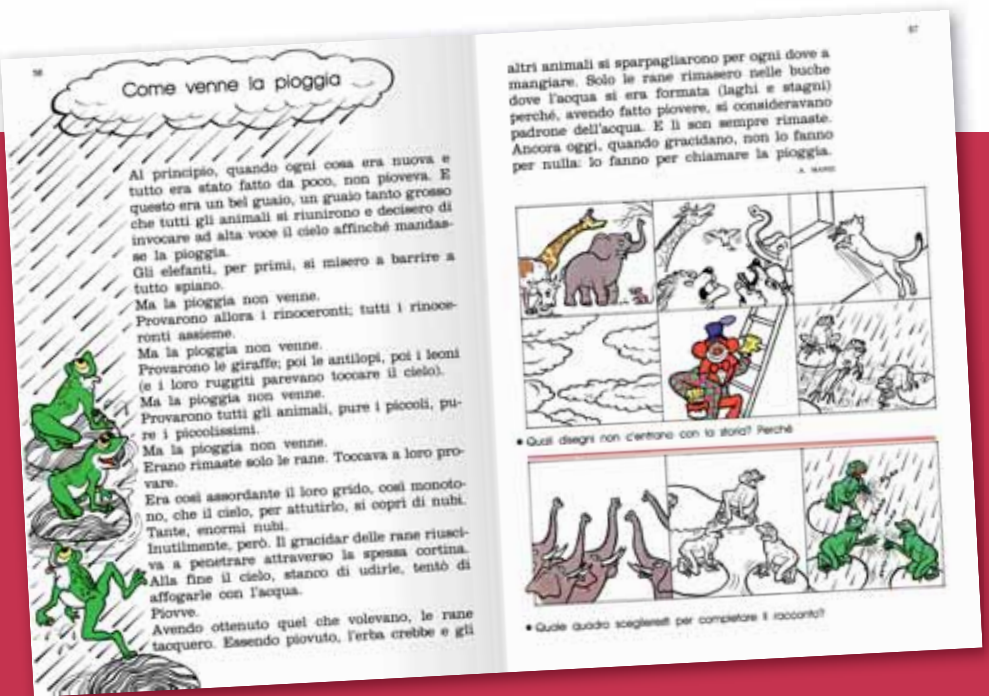 56
Come venne la pioggia
Al principio, quando ogni cosa era nuova e
tutto era stato fatto da poco, non pioveva. E
questo era un bel guaio, un guaio tanto grosso
che tutti gli animali si riunirono e decisero di
invocare ad alta voce il cielo affinché mandas-
se la pioggia.
Gli elefanti, per primi, si misero a barrire a
tutto spiano.
Ma la pioggia non venne.
Provarono allora i rinoceronti; tutti i rinoce-
ronti assieme.
Ma la pioggia non venne.
Provarono le giraffe; poi le antilopi, poi i leoni
(e i loro ruggiti parevano toccare il cielo).
Ma la pioggia non venne.
Provarono tutti gli animali, pure i piccoli, pu-
re i piccolissimi.
Ma la pioggia non venne.
Erano rimaste solo le rane. Toccava a loro pro-
vare.
Era così assordante il loro grido, così monoto-
no, che il cielo, per attutirlo, si coprì di nubi.
Tante, enormi nubi.
Inutilmente, però. Il gracidar delle rane riusci-
va a penetrare attraverso la spessa cortina.
Alla fine il cielo, stanco di udirle, tentò di
affogarle con l'acqua.
Piovve.
Avendo ottenuto quel che volevano, le rane
tacquero. Essendo piovuto, l'erba crebbe e gli
67
altri animali si sparpagliarono per ogni dove a
mangiare. Solo le rane rimasero nelle buche
dove l'acqua si era formata (laghi e stagni)
perché, avendo fatto piovere, si consideravano
padrone dell'acqua. E lì son sempre rimaste.
Ancora oggi, quando gracidano, non lo fanno
per nulla: lo fanno per chiamare la pioggia.
A.
• Quali disegni non c'entrano con la storia? Perché
• Quale quadro sceglieresti per completare il racconto?